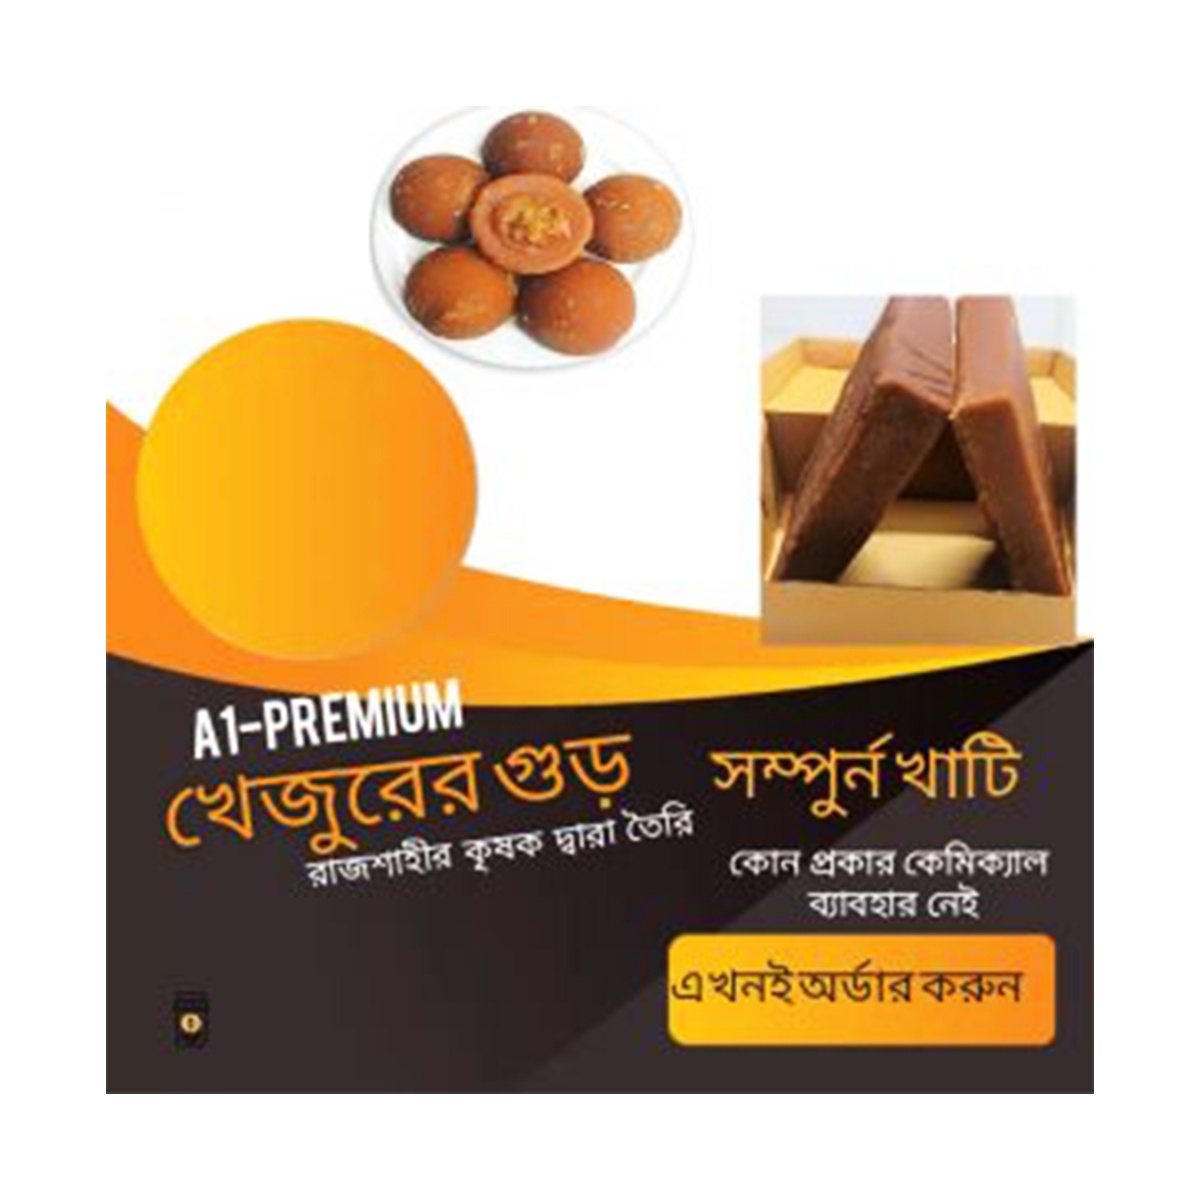 A1-PREMIUM
খেজুরের গুড়
রাজশাহীর কৃষক দ্বারা তৈরি
সম্পুর্ন খাটি
কোন প্রকার কেমিক্যাল
ব্যাবহার নেই
এখনই অর্ডার করুন